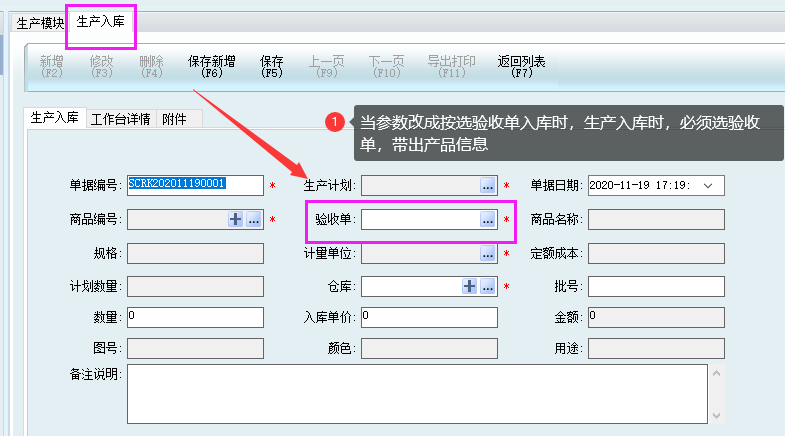 生产模块 生产入库
新增 修改 删除 保存新增 保存 上一页 下一页 导出打印 返回列表
(F2) (F3) (F4) (F6) (F5) (F9) (F10) (F11) (F7)
生产入库 工作台详情 附件
1 当参数改成按选验收单入库时，生产入库时，必须选验收
单，带出产品信息
单据编号: SCRK202011190001 * 生产计划: ... * 单据日期: 2020-11-19 17:19:
商品编号: + ... * 验收单: ... * 商品名称:
规格: 计量单位: ... * 定额成本:
计划数量: 仓库: + ... * 批号:
数量: 0 入库单价: 0 金额: 0
图号: 颜色: 用途:
备注说明: